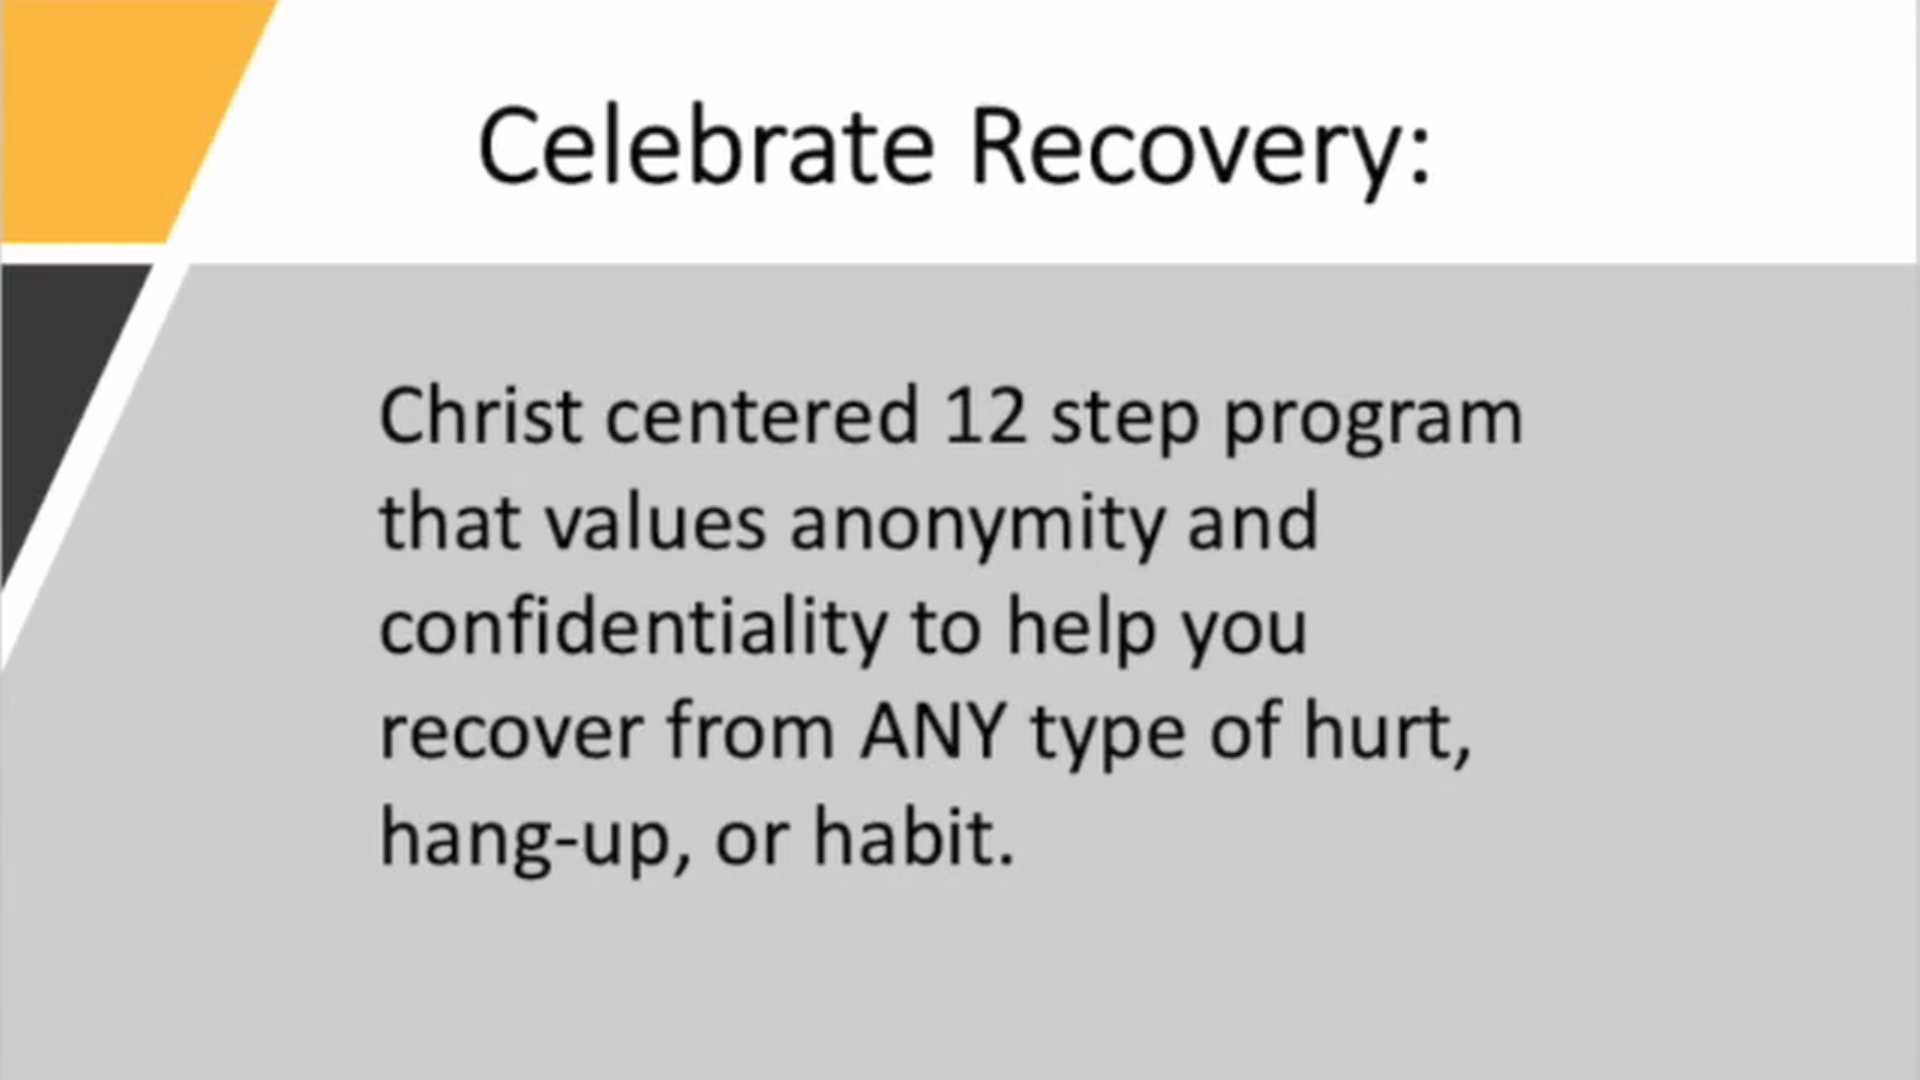 Celebrate Recovery:
Christ centered 12 step program
that values anonymity and
confidentiality to help you
recover from ANY type of hurt,
hang-up, or habit.